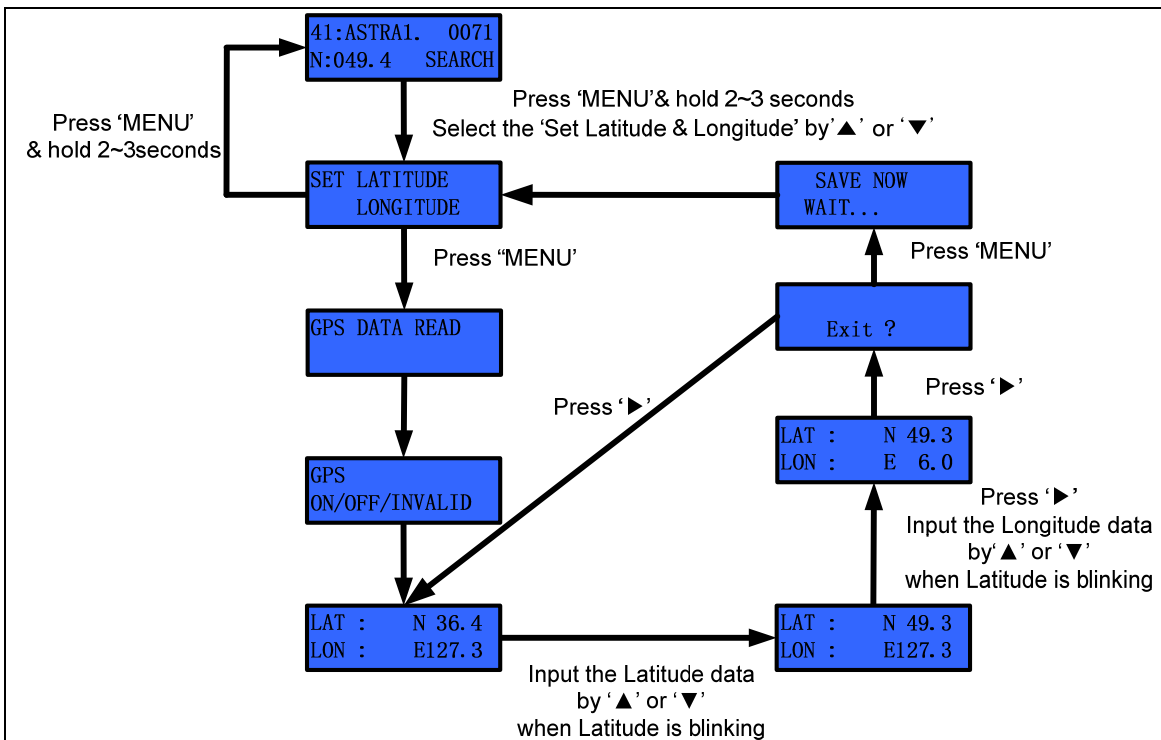 41:ASTRA1. 0071
N:049.4 SEARCH
Press ‘MENU’& hold 2~3 seconds
Select the ‘Set Latitude & Longitude’ by’▲’ or ‘▼’
Press ‘MENU’
& hold 2~3seconds
SET LATITUDE
LONGITUDE
Press “MENU’
GPS DATA READ
GPS
ON/OFF/INVALID
LAT : N 36.4
LON : E127.3
Input the Latitude data
by ‘▲’ or ‘▼’
when Latitude is blinking
LAT : N 49.3
LON : E127.3
Press ‘▶’
Input the Longitude data
by‘▲’ or ‘▼’
when Latitude is blinking
LAT : N 49.3
LON : E 6.0
Press ‘▶’
Exit ?
Press ‘▶’
Press ‘MENU’
SAVE NOW
WAIT...